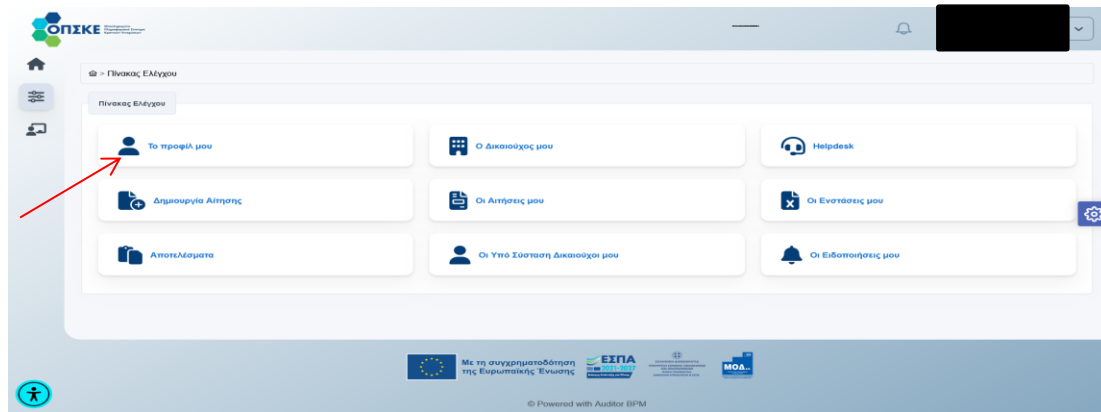 ΟΠΣΚΕ
> Πίνακας Ελέγχου
Πίνακας Ελέγχου
Το προφίλ μου
Ο Δικαιούχος μου
Helpdesk
Δημιουργία Αίτησης
Οι Αιτήσεις μου
Οι Ενστάσεις μου
Αποτελέσματα
Οι Υπό Σύσταση Δικαιούχοι μου
Οι Ειδοποιήσεις μου
Με τη συγχρηματοδότηση
της Ευρωπαϊκής Ένωσης
ΕΣΠΑ
2021-2027
ΜΟΔ
© Powered with Auditor BPM